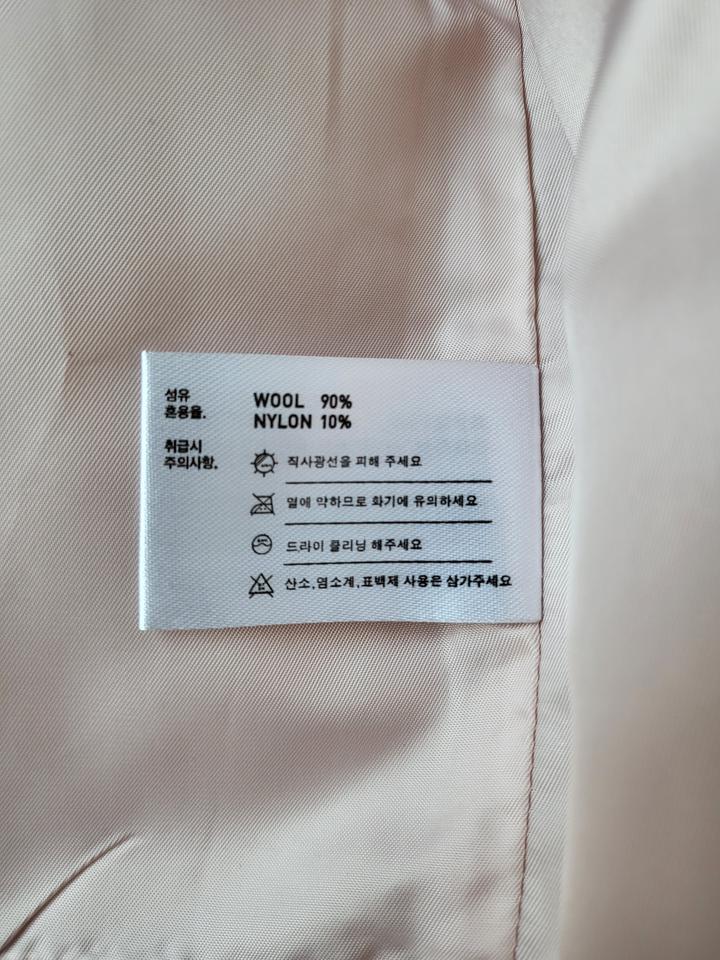 섬유
혼용율.
WOOL 90%
NYLON 10%
취급시
주의사항.
직사광선을 피해 주세요
열에 약하므로 화기에 유의하세요
드라이 클리닝 해주세요
산소,염소계,표백제 사용은 삼가주세요